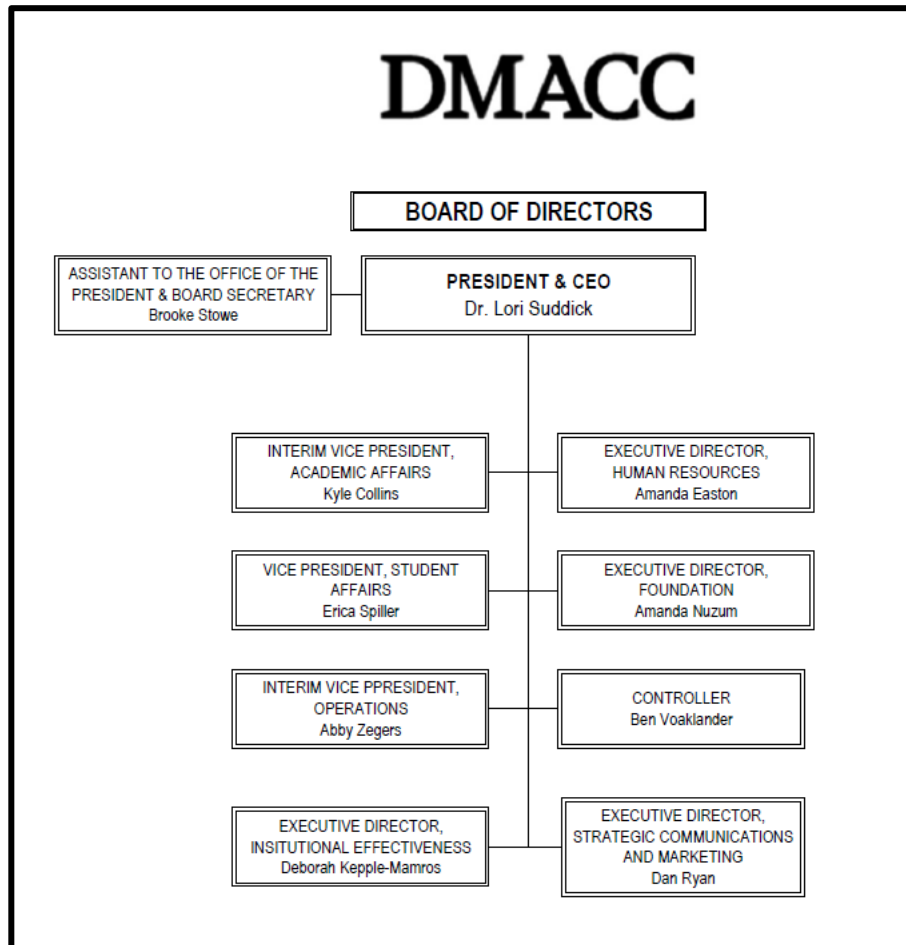 DMACC
BOARD OF DIRECTORS
ASSISTANT TO THE OFFICE OF THE
PRESIDENT & BOARD SECRETARY
Brooke Stowe
PRESIDENT & CEO
Dr. Lori Suddick
INTERIM VICE PRESIDENT,
ACADEMIC AFFAIRS
Kyle Collins
EXECUTIVE DIRECTOR,
HUMAN RESOURCES
Amanda Easton
VICE PRESIDENT, STUDENT
AFFAIRS
Erica Spiller
EXECUTIVE DIRECTOR,
FOUNDATION
Amanda Nuzum
INTERIM VICE PPRESIDENT,
OPERATIONS
Abby Zegers
CONTROLLER
Ben Voaklander
EXECUTIVE DIRECTOR,
INSITUTIONAL EFFECTIVENESS
Deborah Kepple-Mamros
EXECUTIVE DIRECTOR,
STRATEGIC COMMUNICATIONS
AND MARKETING
Dan Ryan